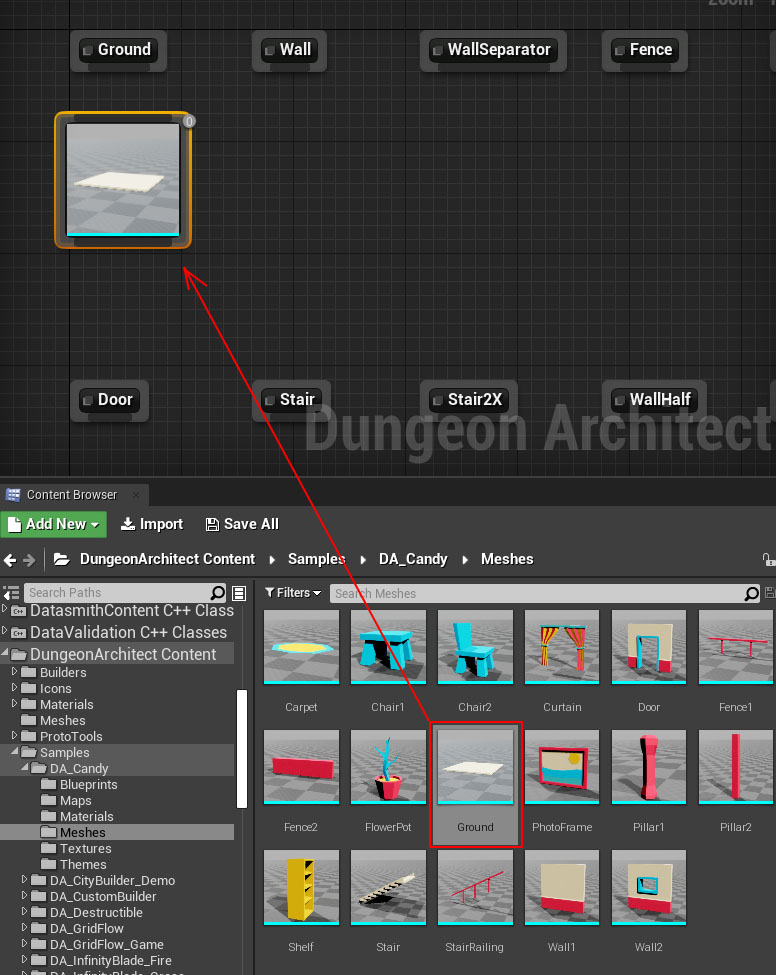 Ground
Wall
WallSeparator
Fence
0
Door
Stair
Stair2X
WallHalf
Dungeon Architect
Content Browser
Add New
Import
Save All
DungeonArchitect Content
Samples
DA_Candy
Meshes
Search Paths
Filters
Search Meshes
DatasmithContent C++ Class
DataValidation C++ Classes
DungeonArchitect Content
Builders
Icons
Materials
Meshes
ProtoTools
Samples
DA_Candy
Blueprints
Maps
Materials
Meshes
Textures
Themes
DA_CityBuilder_Demo
DA_CustomBuilder
DA_Destructible
DA_GridFlow
DA_GridFlow_Game
DA_InfinityBlade_Fire
Carpet
Chair1
Chair2
Curtain
Door
Fence1
Fence2
FlowerPot
Ground
PhotoFrame
Pillar1
Pillar2
Shelf
Stair
StairRailing
Wall1
Wall2